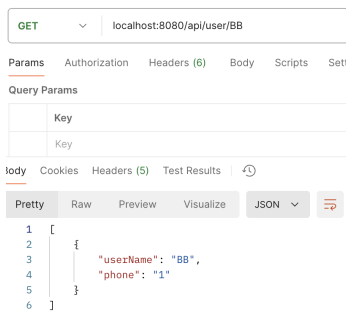 GET localhost:8080/api/user/BB
Params Authorization Headers (6) Body Scripts Sett
Query Params
Key
Key
Body Cookies Headers (5) Test Results
Pretty Raw Preview Visualize JSON
1 [
2 {
3 "userName": "BB",
4 "phone": "1"
5 }
6 ]